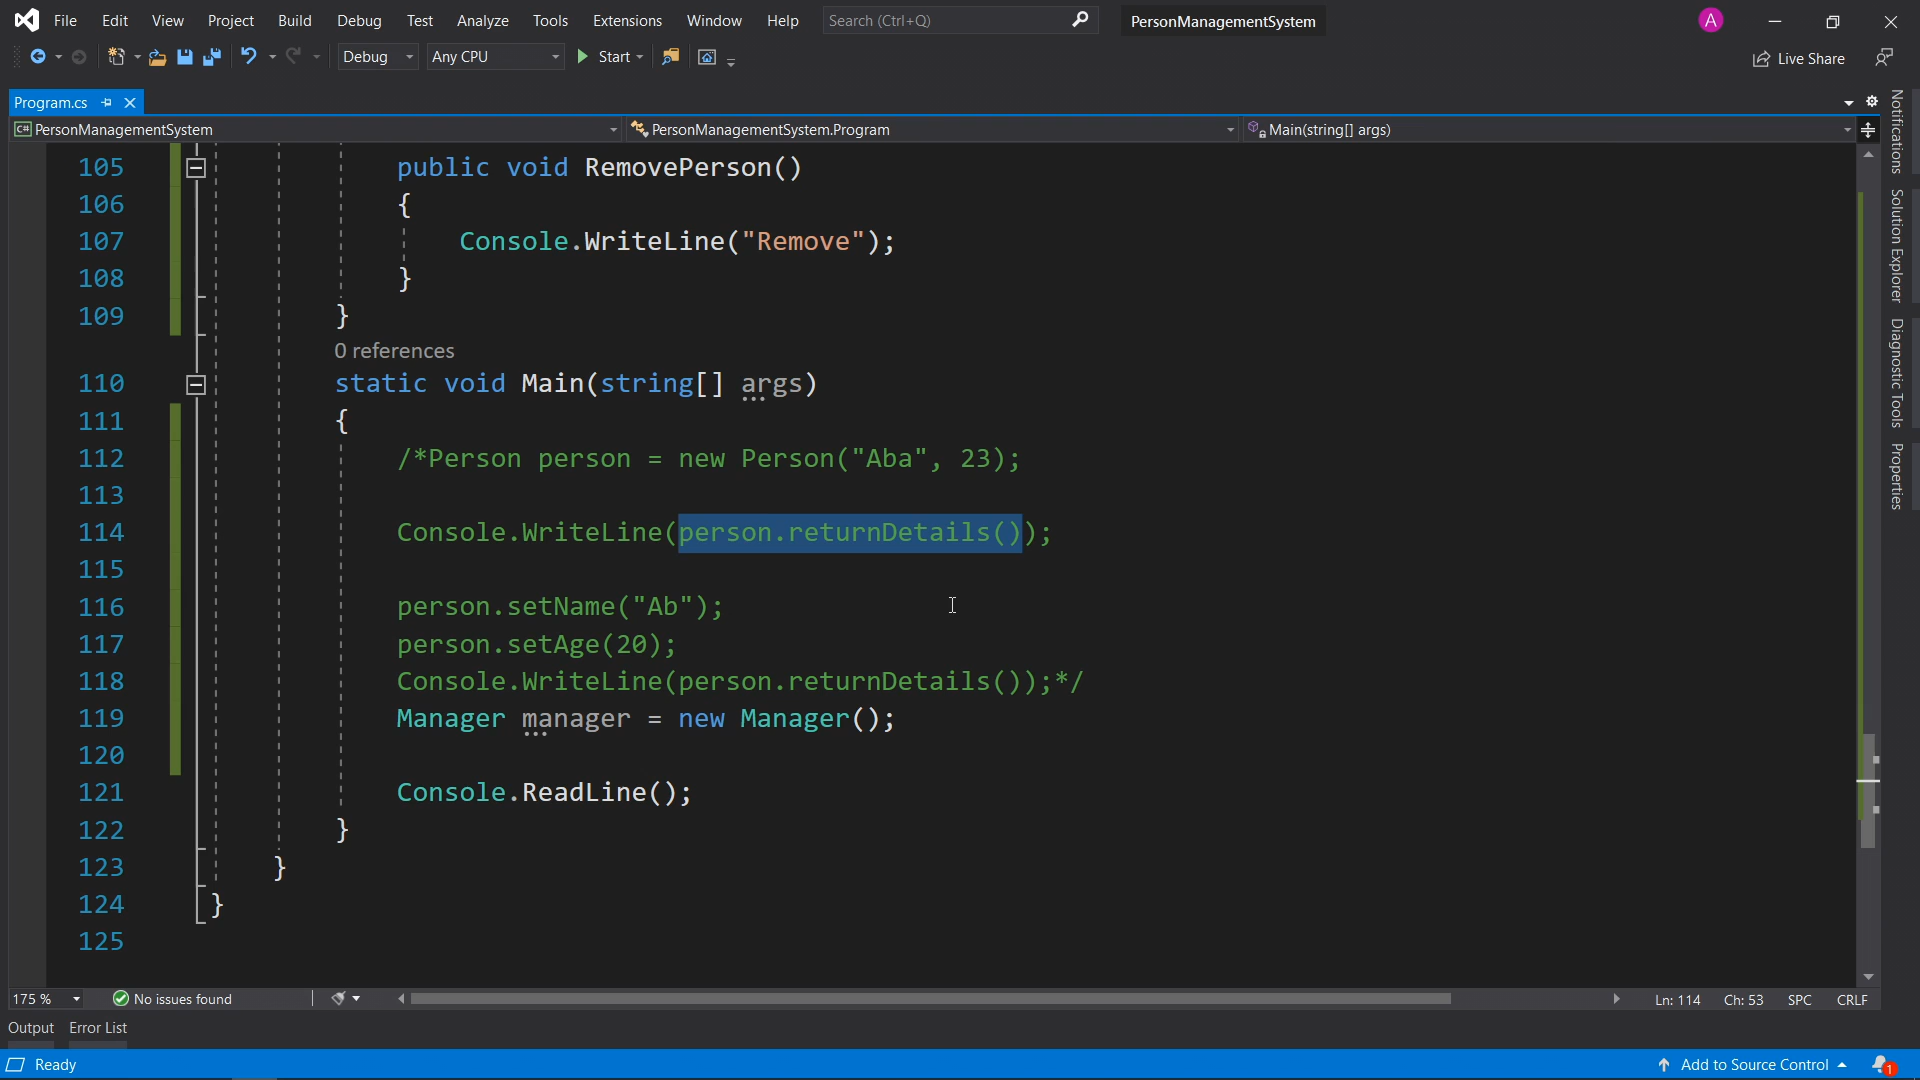 File Edit View Project Build Debug Test Analyze Tools Extensions Window Help Search (Ctrl+Q) PersonManagementSystem A
Debug Any CPU Start Live Share
Program.cs
C# PersonManagementSystem PersonManagementSystem.Program Main(string[] args)
105 public void RemovePerson()
106 {
107 Console.WriteLine("Remove");
108 }
109 }
0 references
110 static void Main(string[] args)
111 {
112 /*Person person = new Person("Aba", 23);
113
114 Console.WriteLine(person.returnDetails());
115
116 person.setName("Ab");
117 person.setAge(20);
118 Console.WriteLine(person.returnDetails());*/
119 Manager manager = new Manager();
120
121 Console.ReadLine();
122 }
123 }
124 }
125
175 % No issues found Ln: 114 Ch: 53 SPC CRLF
Output Error List
Ready Add to Source Control 1
Notifications
Solution Explorer
Diagnostic Tools
Properties